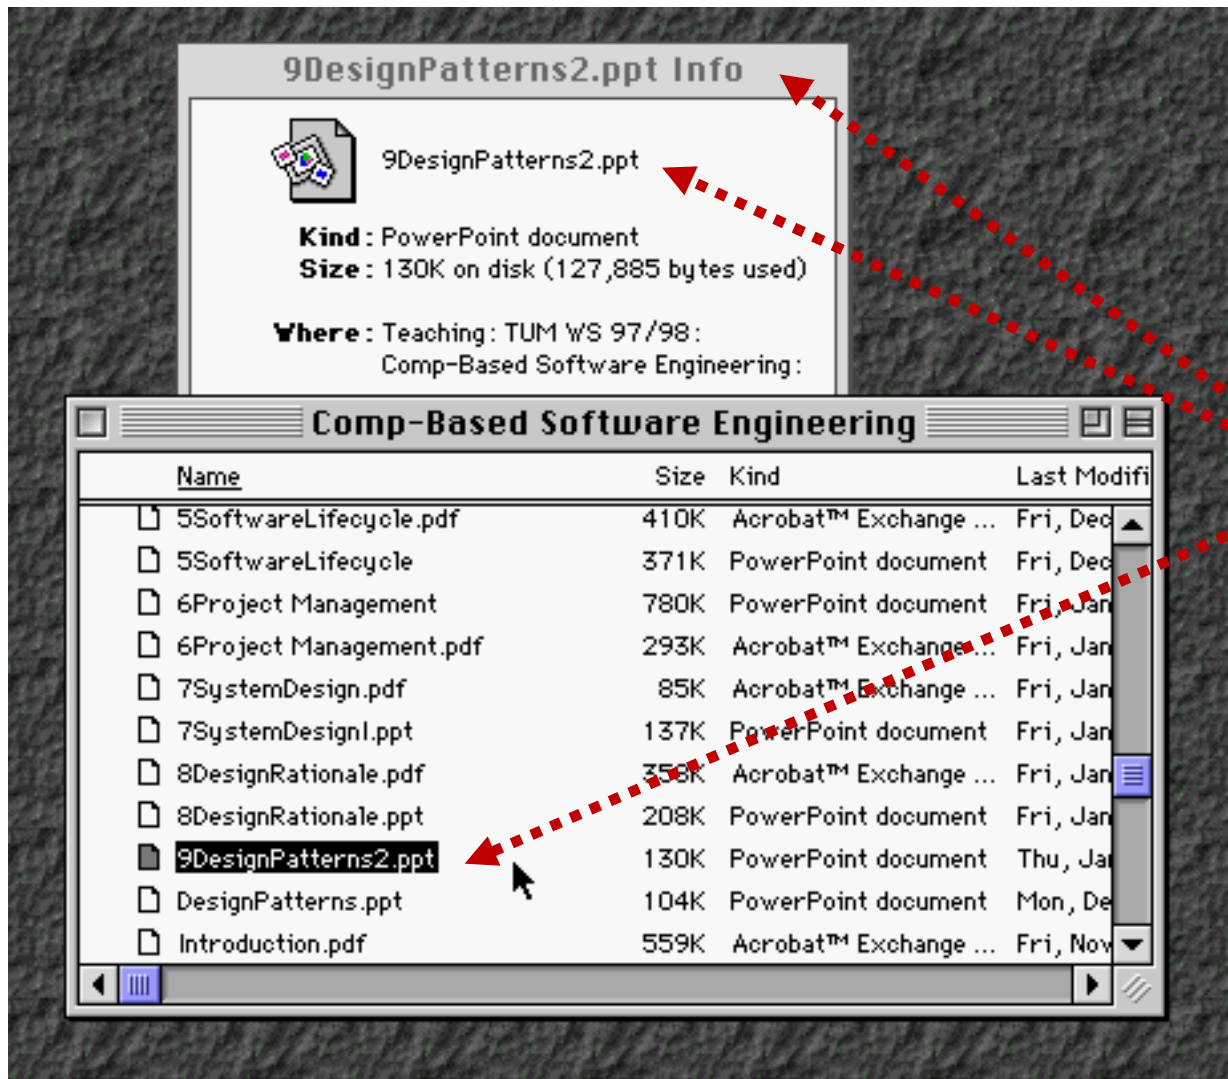 9DesignPatterns2.ppt Info
9DesignPatterns2.ppt
Kind: PowerPoint document
Size: 130K on disk (127,885 bytes used)
Where: Teaching: TUM WS 97/98:
Comp-Based Software Engineering:
Comp-Based Software Engineering
Name Size Kind Last Modifi
5SoftwareLifecycle.pdf 410K Acrobat™ Exchange ... Fri, Dec
5SoftwareLifecycle 371K PowerPoint document Fri, Dec
6Project Management 780K PowerPoint document Fri, Jan
6Project Management.pdf 293K Acrobat™ Exchange ... Fri, Jan
7SystemDesign.pdf 85K Acrobat™ Exchange ... Fri, Jan
7SystemDesignI.ppt 137K PowerPoint document Fri, Jan
8DesignRationale.pdf 358K Acrobat™ Exchange ... Fri, Jan
8DesignRationale.ppt 208K PowerPoint document Fri, Jan
9DesignPatterns2.ppt 130K PowerPoint document Thu, Jan
DesignPatterns.ppt 104K PowerPoint document Mon, De
Introduction.pdf 559K Acrobat™ Exchange ... Fri, Nov